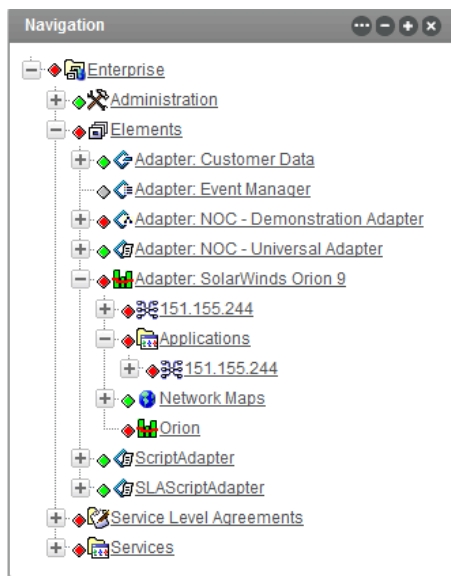 Navigation
Enterprise
Administration
Elements
Adapter: Customer Data
Adapter: Event Manager
Adapter: NOC - Demonstration Adapter
Adapter: NOC - Universal Adapter
Adapter: SolarWinds Orion 9
151.155.244
Applications
151.155.244
Network Maps
Orion
ScriptAdapter
SLAScriptAdapter
Service Level Agreements
Services